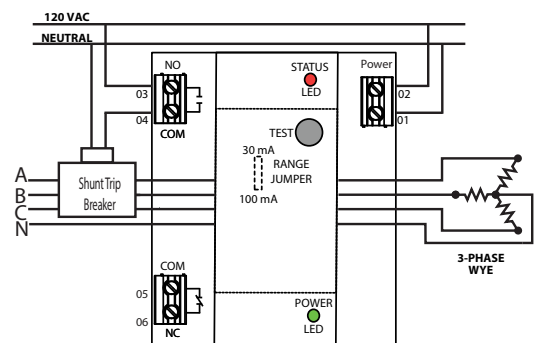 120 VAC
NEUTRAL
NO
STATUS
LED
Power
03
04
COM
02
01
TEST
30 mA
RANGE
JUMPER
100 mA
A
B
C
N
Shunt Trip
Breaker
3-PHASE
WYE
COM
05
06
NC
POWER
LED